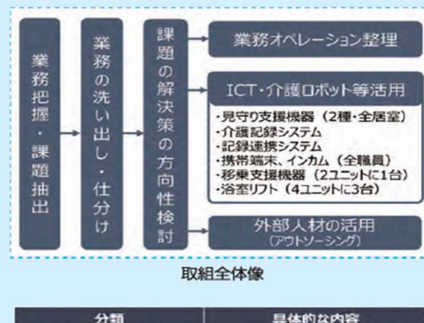 業務把握・課題抽出
業務の洗い出し・仕分け
課題の解決策の方向性検討
業務オペレーション整理
ICT・介護ロボット等活用
・見守り支援機器（2種・全居室）
・介護記録システム
・記録連携システム
・携帯端末、インカム（全職員）
・移乗支援機器（2ユニットに1台）
・浴室リフト（4ユニットに3台）
外部人材の活用
（アウトソーシング）
取組全体像
分類 具体的な内容